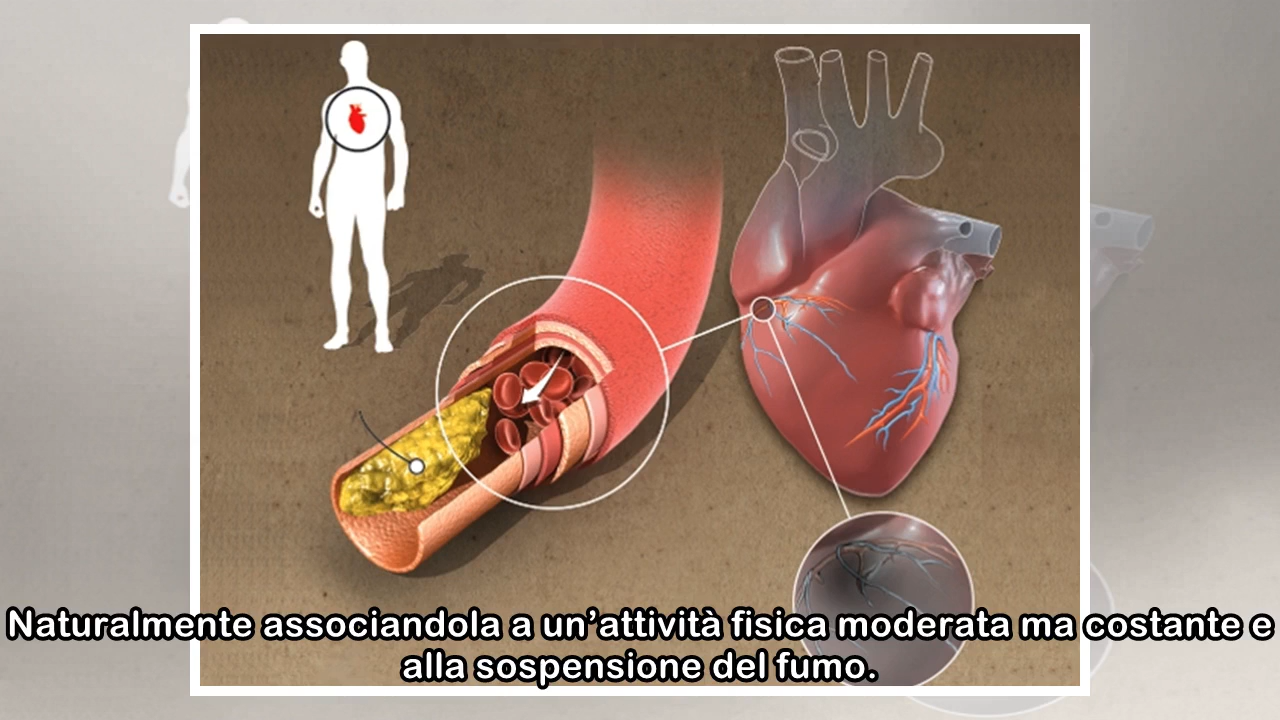 Naturalmente associandola a un’attività fisica moderata ma costante e
alla sospensione del fumo.